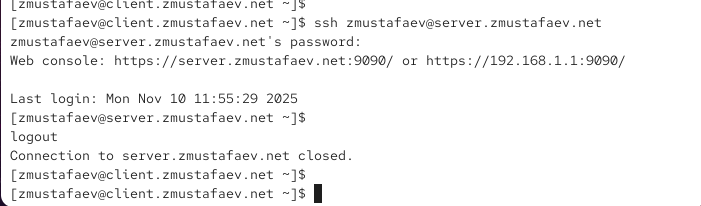 [zmustafaev@client.zmustafaev.net ~]$
[zmustafaev@client.zmustafaev.net ~]$ ssh zmustafaev@server.zmustafaev.net
zmustafaev@server.zmustafaev.net's password:
Web console: https://server.zmustafaev.net:9090/ or https://192.168.1.1:9090/
Last login: Mon Nov 10 11:55:29 2025
[zmustafaev@server.zmustafaev.net ~]$
logout
Connection to server.zmustafaev.net closed.
[zmustafaev@client.zmustafaev.net ~]$
[zmustafaev@client.zmustafaev.net ~]$